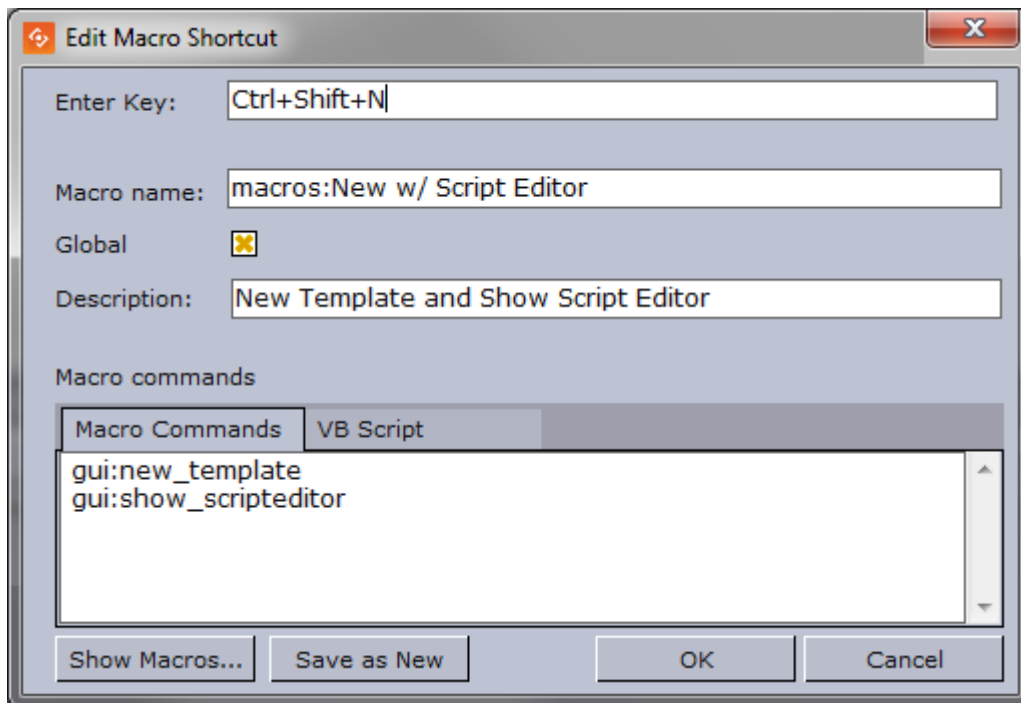 Edit Macro Shortcut
Enter Key: Ctrl+Shift+N
Macro name: macros:New w/ Script Editor
Global
Description: New Template and Show Script Editor
Macro commands
Macro Commands VB Script
gui:new_template
gui:show_scripteditor
Show Macros... Save as New OK Cancel